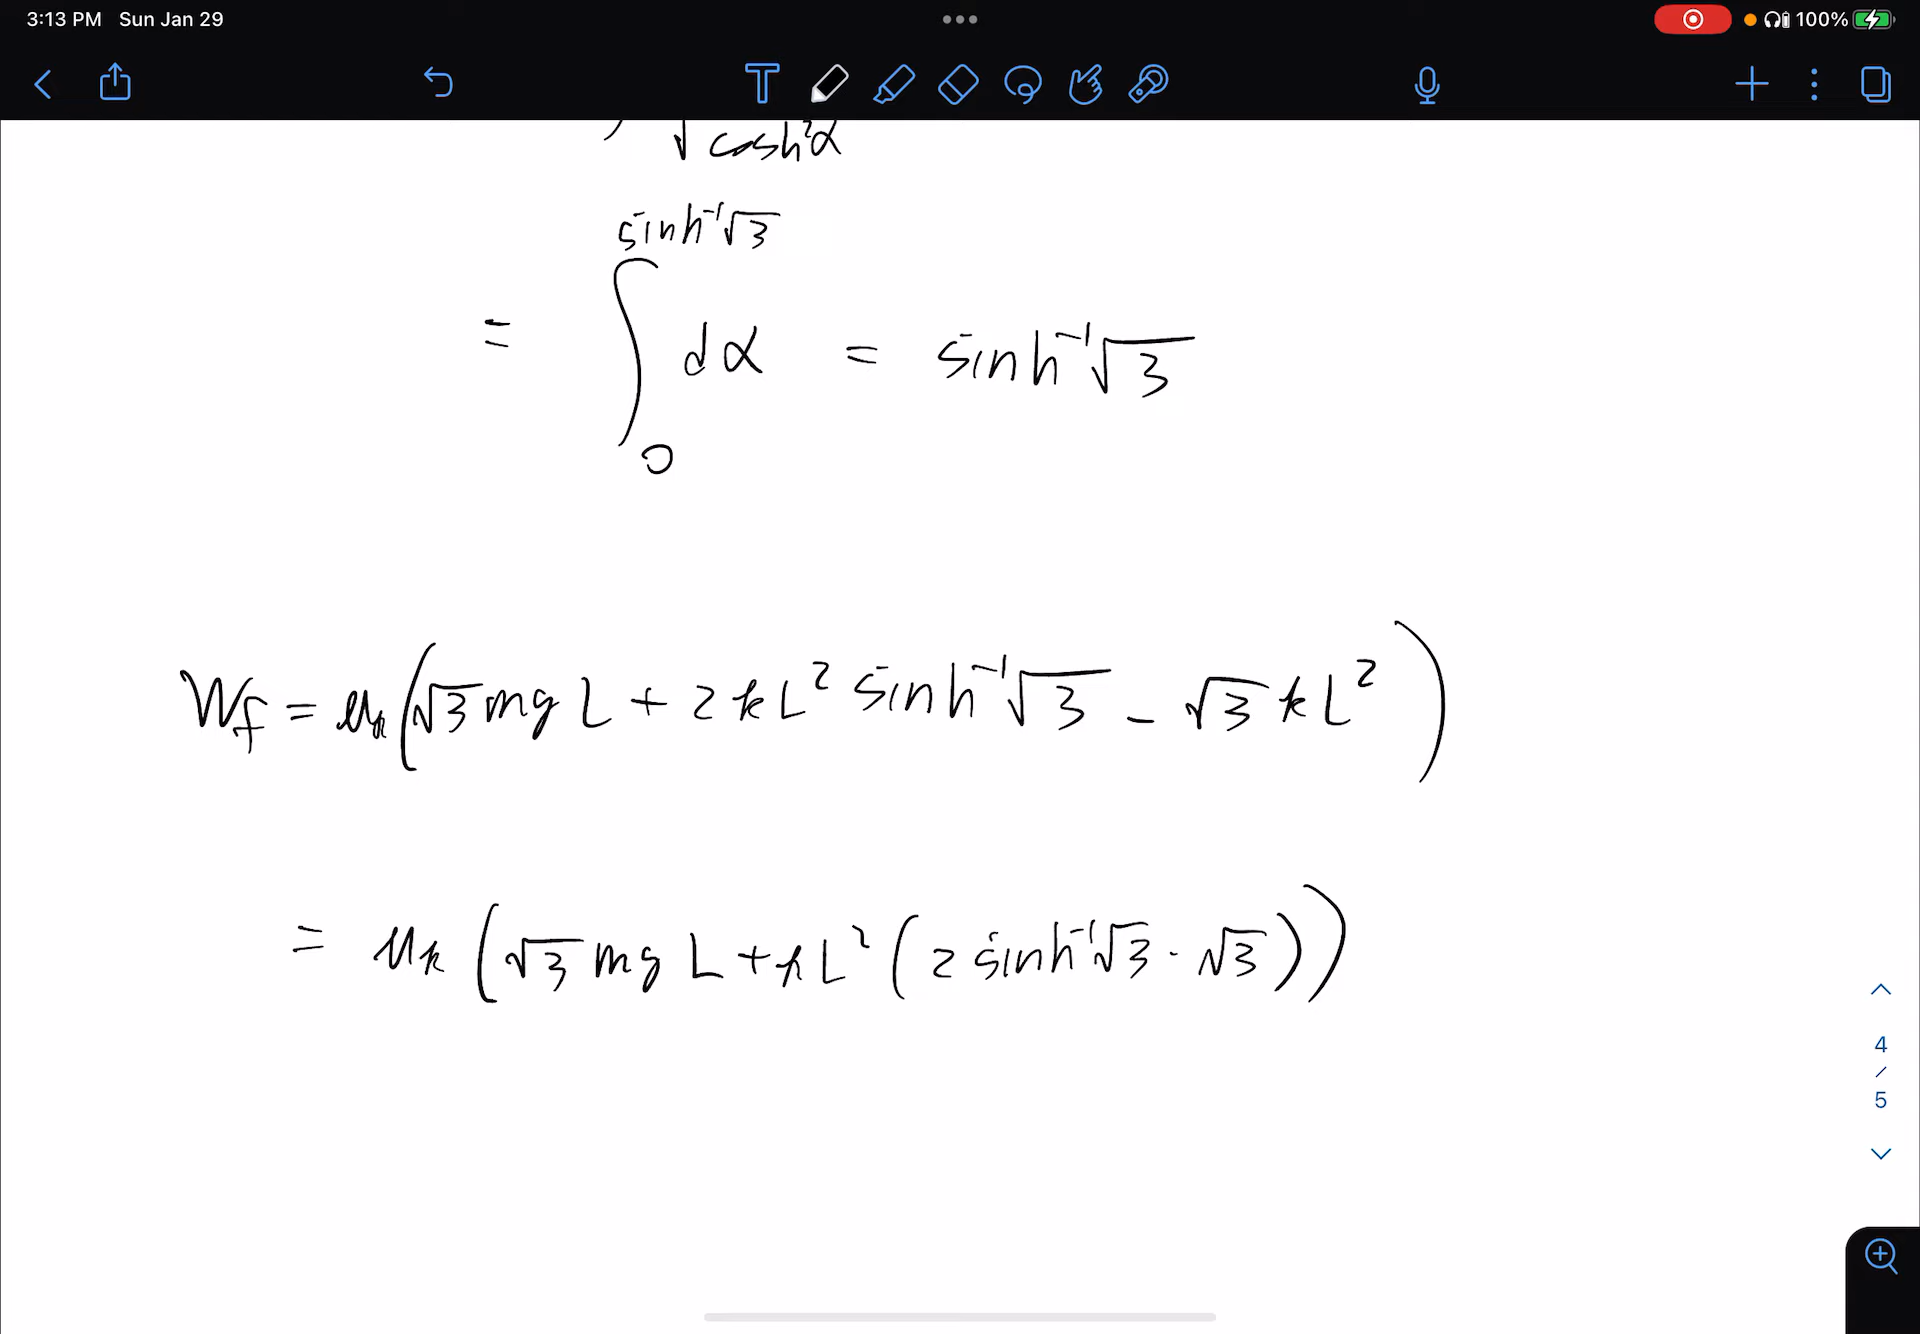 3:13 PM Sun Jan 29
100%
√cosh²α
sinh⁻¹√3
= ∫ dα = sinh⁻¹√3
0
W_f = μ_k(√3 mg L + 2kL² sinh⁻¹√3 - √3 kL²)
= μ_k (√3 mg L + kL² (2 sinh⁻¹√3 - √3))
4
/
5